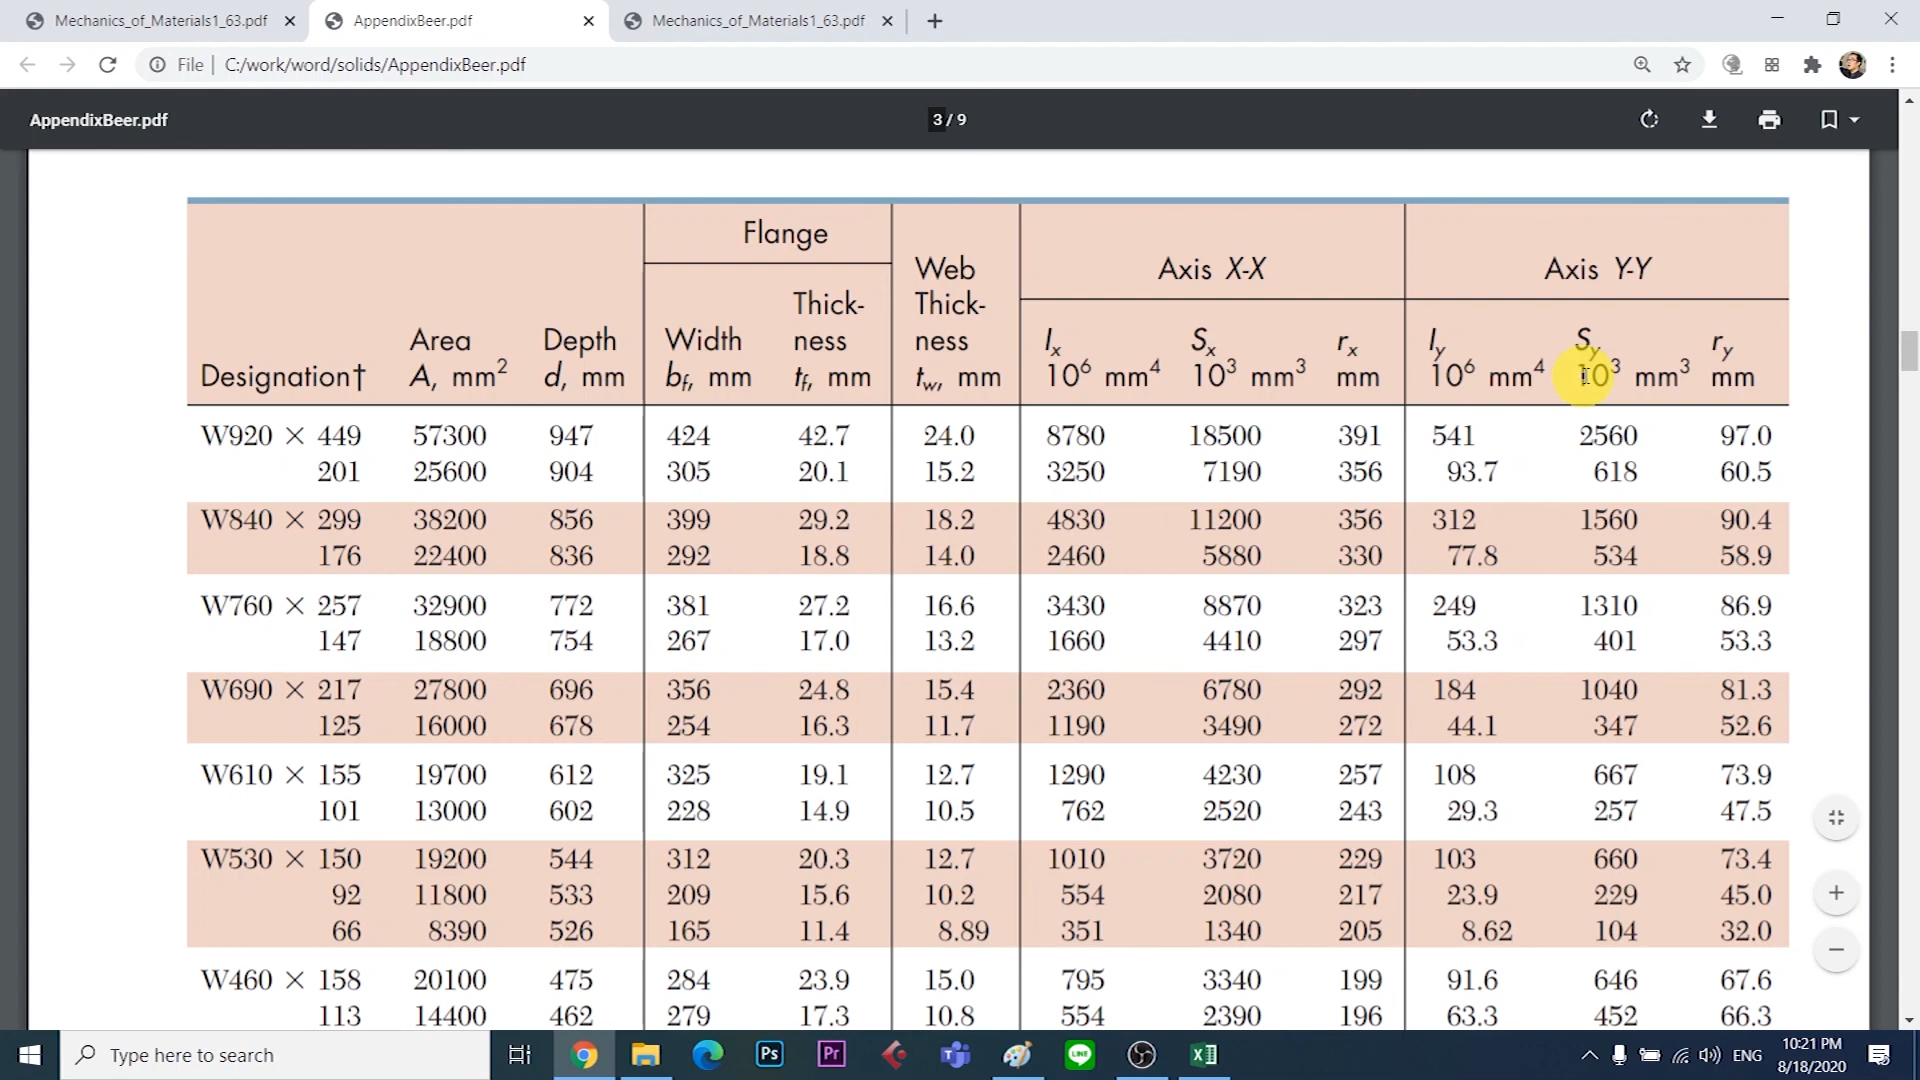 Mechanics_of_Materials1_63.pdf AppendixBeer.pdf Mechanics_of_Materials1_63.pdf
File C:/work/word/solids/AppendixBeer.pdf
AppendixBeer.pdf 3 / 9
Flange
Web Axis X-X Axis Y-Y
Thick- Thick-
Area Depth Width ness ness Ix Sx rx Iy Sy ry
Designation† A, mm² d, mm bf, mm tf, mm tw, mm 10⁶ mm⁴ 10³ mm³ mm 10⁶ mm⁴ 10³ mm³ mm
W920 × 449 57300 947 424 42.7 24.0 8780 18500 391 541 2560 97.0
201 25600 904 305 20.1 15.2 3250 7190 356 93.7 618 60.5
W840 × 299 38200 856 399 29.2 18.2 4830 11200 356 312 1560 90.4
176 22400 836 292 18.8 14.0 2460 5880 330 77.8 534 58.9
W760 × 257 32900 772 381 27.2 16.6 3430 8870 323 249 1310 86.9
147 18800 754 267 17.0 13.2 1660 4410 297 53.3 401 53.3
W690 × 217 27800 696 356 24.8 15.4 2360 6780 292 184 1040 81.3
125 16000 678 254 16.3 11.7 1190 3490 272 44.1 347 52.6
W610 × 155 19700 612 325 19.1 12.7 1290 4230 257 108 667 73.9
101 13000 602 228 14.9 10.5 762 2520 243 29.3 257 47.5
W530 × 150 19200 544 312 20.3 12.7 1010 3720 229 103 660 73.4
92 11800 533 209 15.6 10.2 554 2080 217 23.9 229 45.0
66 8390 526 165 11.4 8.89 351 1340 205 8.62 104 32.0
W460 × 158 20100 475 284 23.9 15.0 795 3340 199 91.6 646 67.6
113 14400 462 279 17.3 10.8 554 2390 196 63.3 452 66.3
Type here to search Ps Pr LINE ENG 10:21 PM
8/18/2020